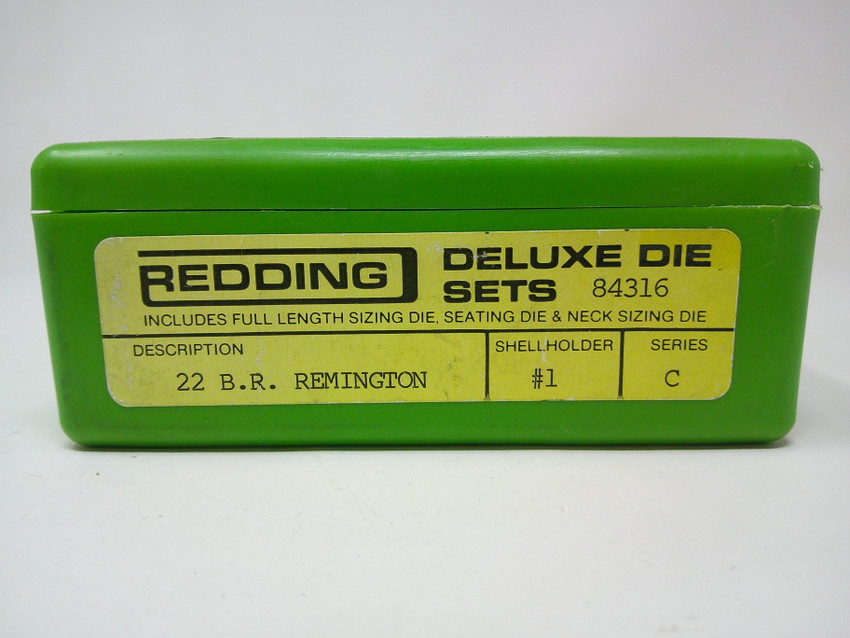 REDDING
DELUXE DIE
SETS 84316
INCLUDES FULL LENGTH SIZING DIE, SEATING DIE & NECK SIZING DIE
DESCRIPTION SHELLHOLDER SERIES
22 B.R. REMINGTON #1 C